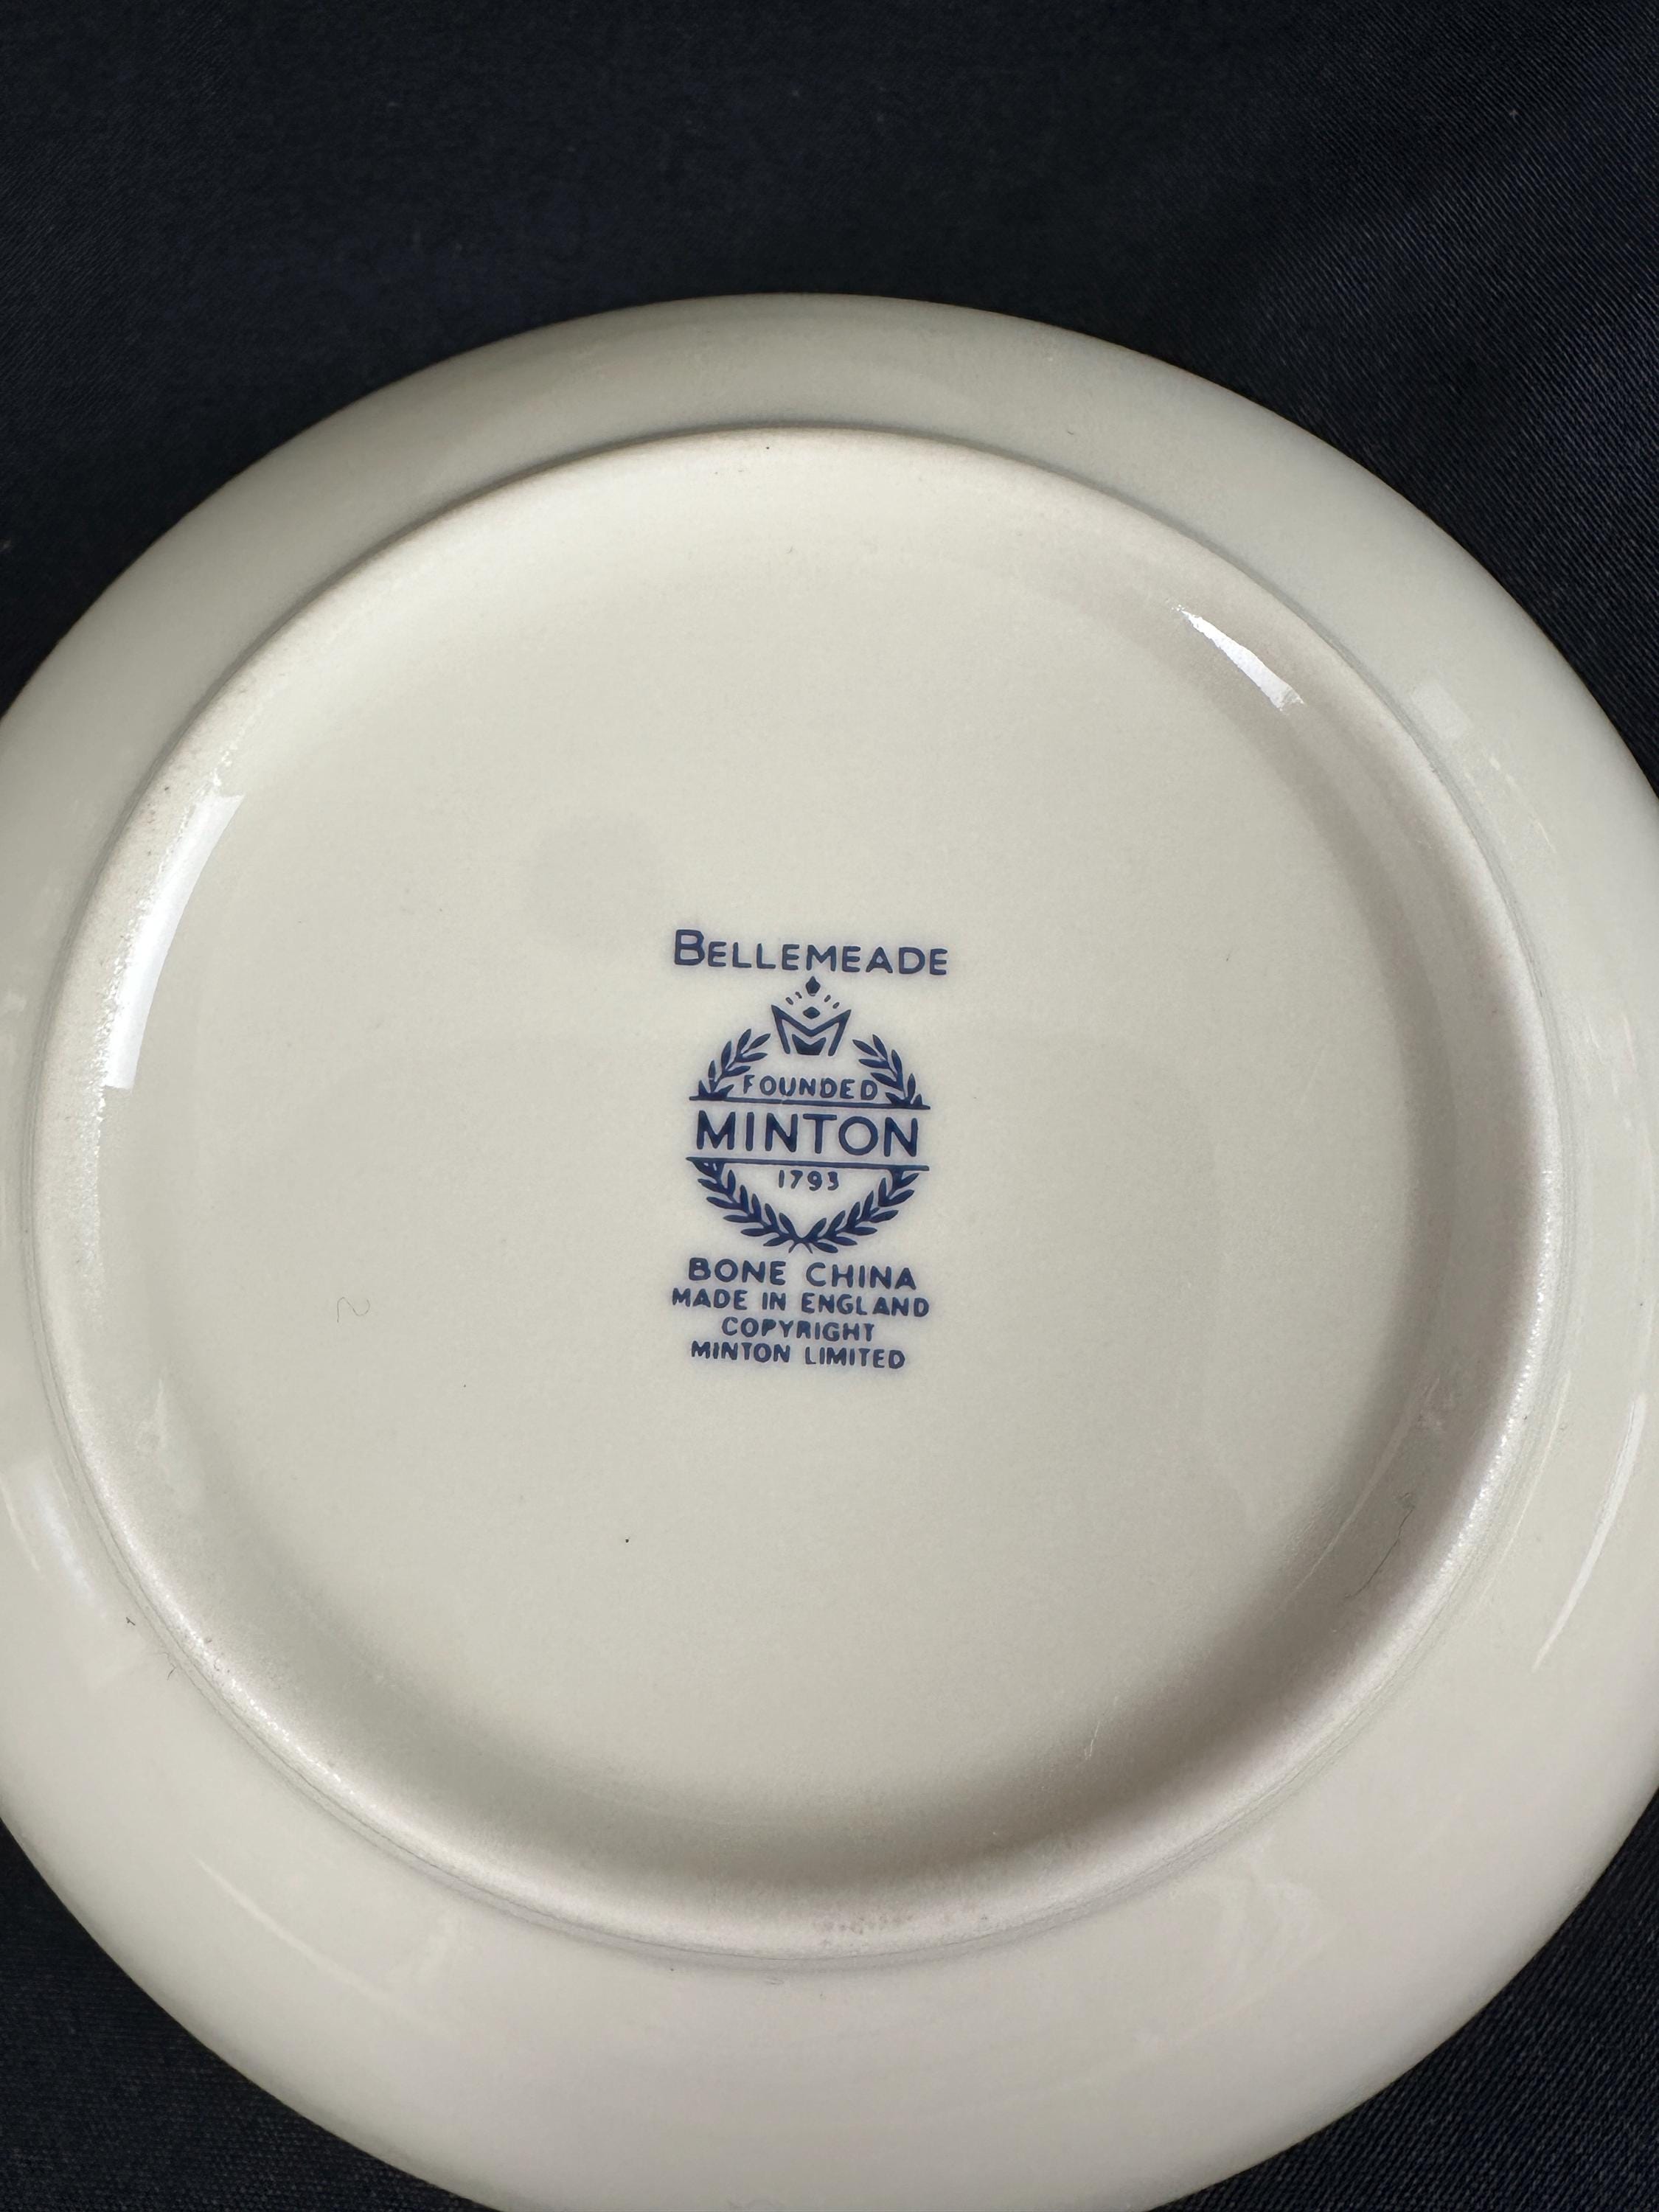 BELLEMEADE
FOUNDED
MINTON
1793
BONE CHINA
MADE IN ENGLAND
COPYRIGHT
MINTON LIMITED